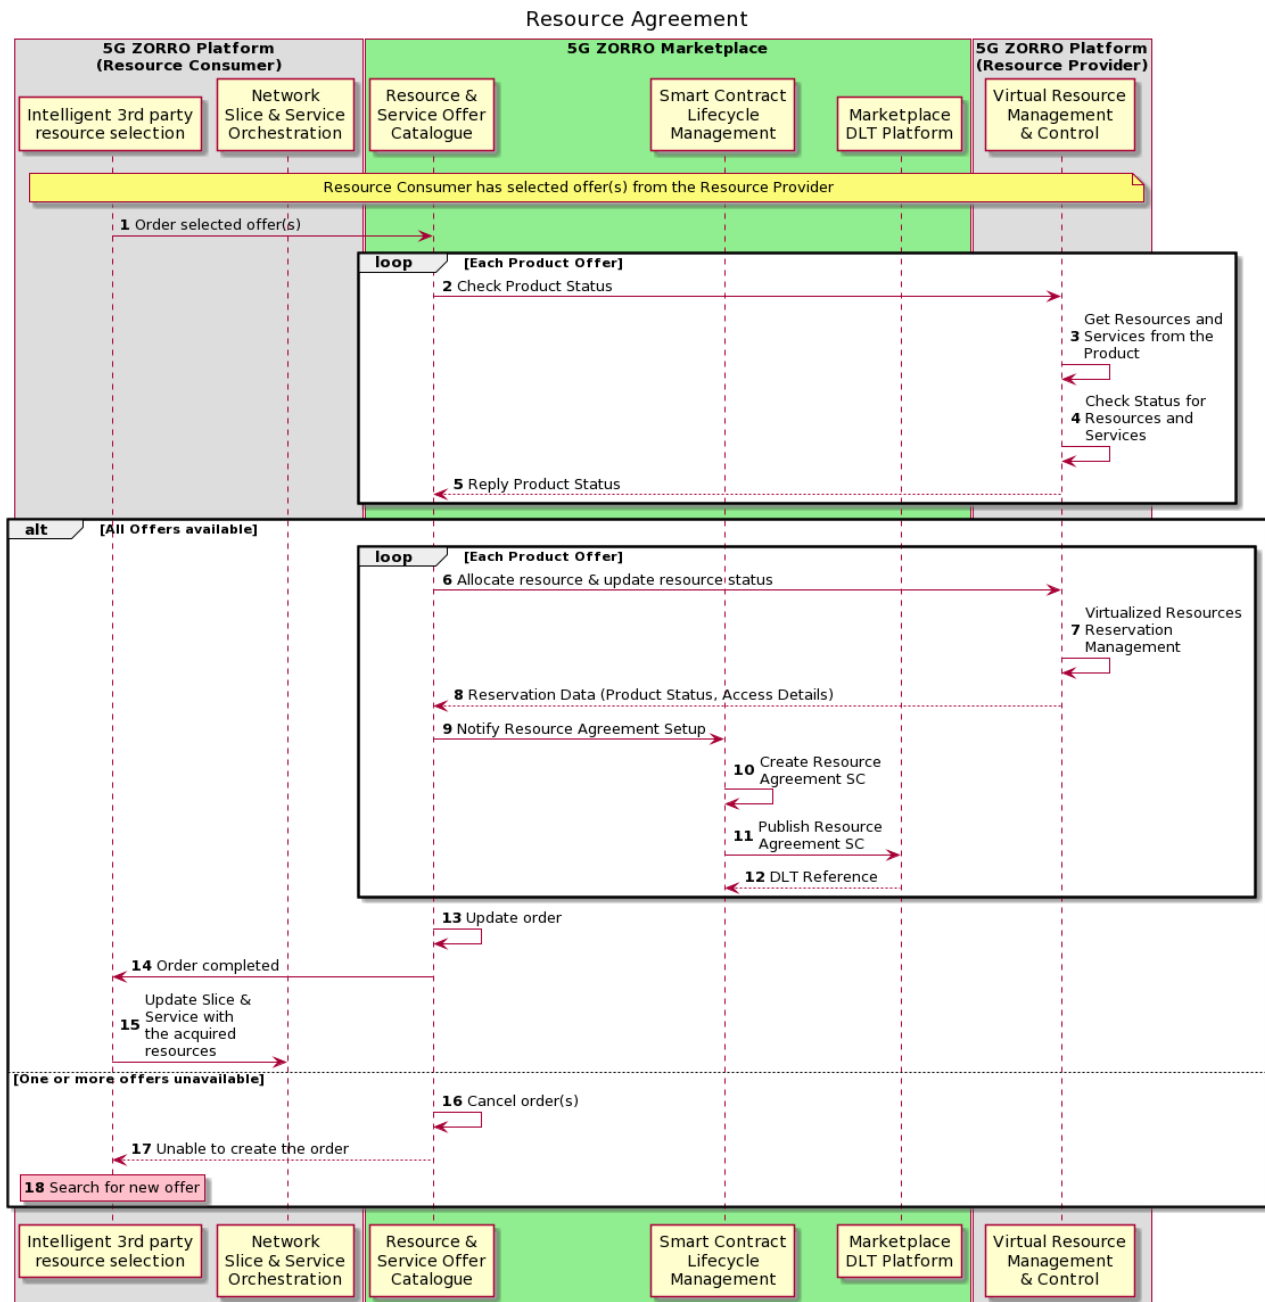 Resource Agreement
5G ZORRO Platform
(Resource Consumer)
5G ZORRO Marketplace
5G ZORRO Platform
(Resource Provider)
Intelligent 3rd party
resource selection
Network
Slice & Service
Orchestration
Resource &
Service Offer
Catalogue
Smart Contract
Lifecycle
Management
Marketplace
DLT Platform
Virtual Resource
Management
& Control
Resource Consumer has selected offer(s) from the Resource Provider
1 Order selected offer(s)
loop [Each Product Offer]
2 Check Product Status
Get Resources and
3 Services from the
Product
Check Status for
4 Resources and
Services
5 Reply Product Status
alt [All Offers available]
loop [Each Product Offer]
6 Allocate resource & update resource status
Virtualized Resources
7 Reservation
Management
8 Reservation Data (Product Status, Access Details)
9 Notify Resource Agreement Setup
10 Create Resource
Agreement SC
11 Publish Resource
Agreement SC
12 DLT Reference
13 Update order
14 Order completed
Update Slice &
15 Service with
the acquired
resources
[One or more offers unavailable]
16 Cancel order(s)
17 Unable to create the order
18 Search for new offer
Intelligent 3rd party
resource selection
Network
Slice & Service
Orchestration
Resource &
Service Offer
Catalogue
Smart Contract
Lifecycle
Management
Marketplace
DLT Platform
Virtual Resource
Management
& Control